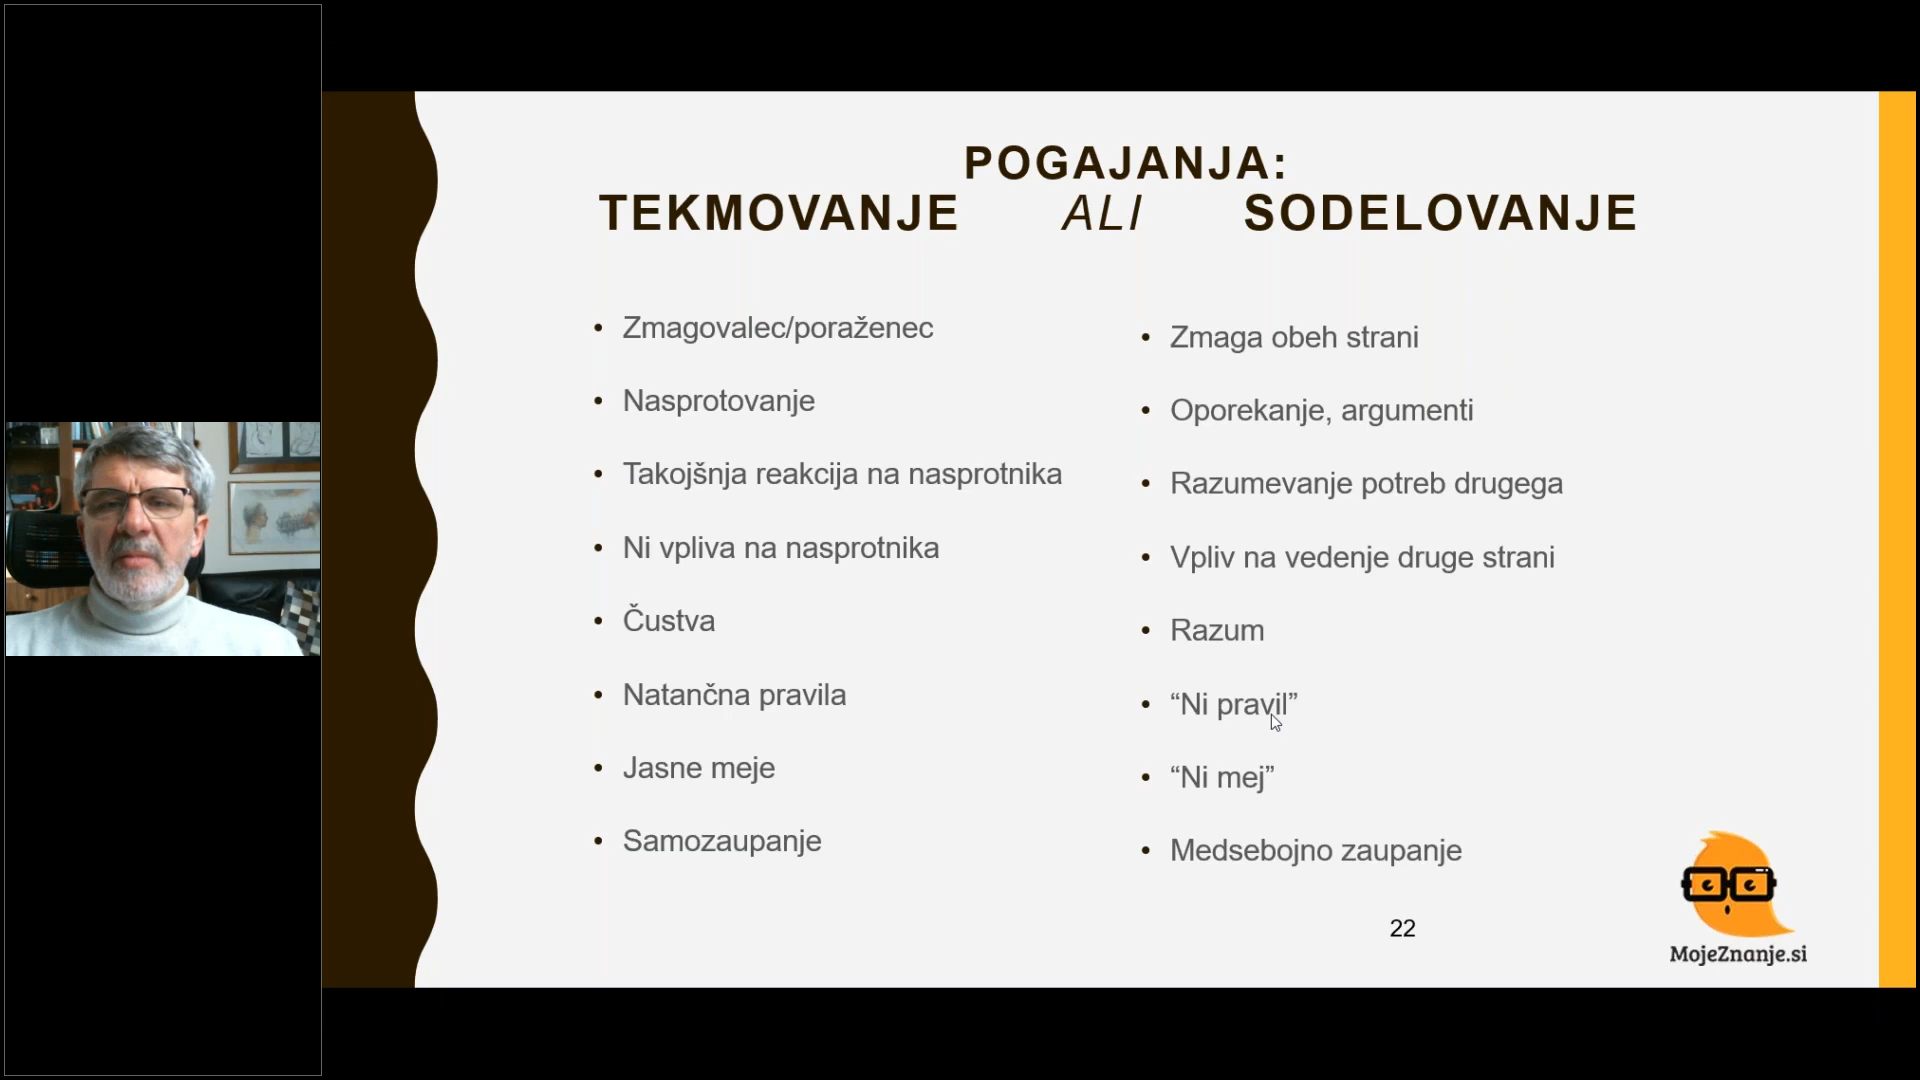 POGAJANJA:
TEKMOVANJE ALI SODELOVANJE
• Zmagovalec/poraženec
• Nasprotovanje
• Takojšnja reakcija na nasprotnika
• Ni vpliva na nasprotnika
• Čustva
• Natančna pravila
• Jasne meje
• Samozaupanje
• Zmaga obeh strani
• Oporekanje, argumenti
• Razumevanje potreb drugega
• Vpliv na vedenje druge strani
• Razum
• “Ni pravil”
• “Ni mej”
• Medsebojno zaupanje
22
MojeZnanje.si